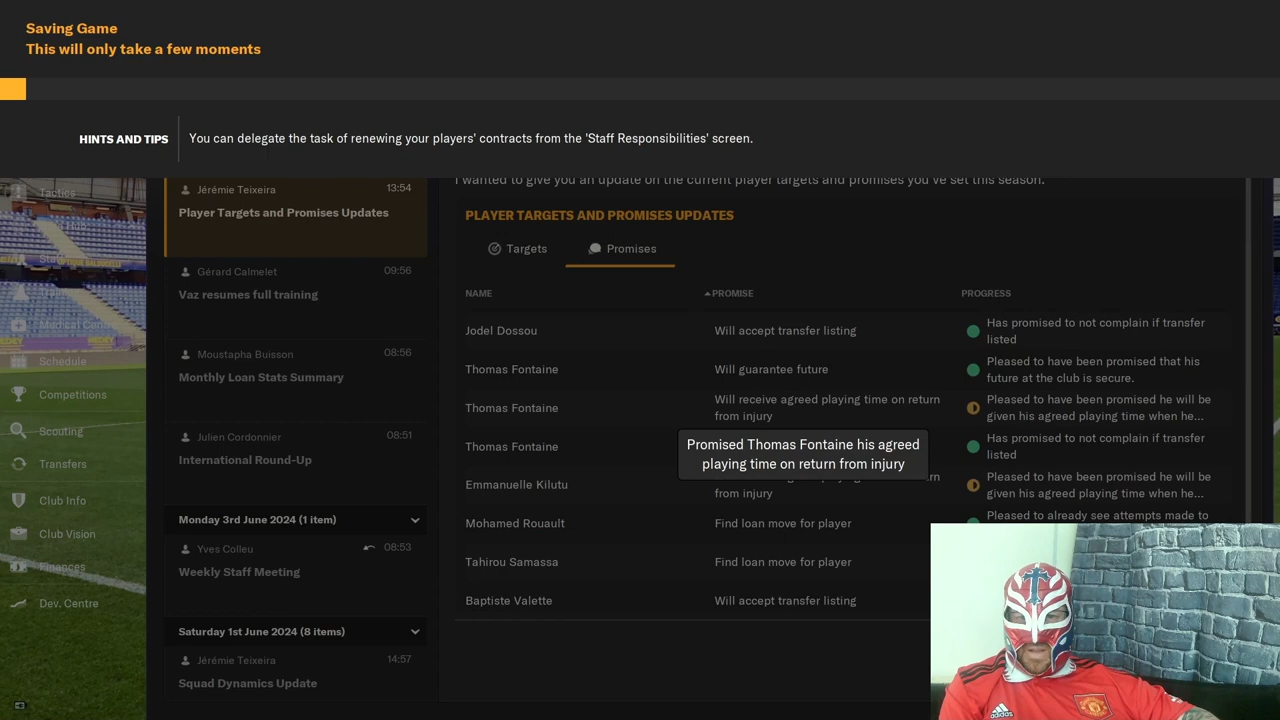 Saving Game
This will only take a few moments
HINTS AND TIPS
You can delegate the task of renewing your players' contracts from the 'Staff Responsibilities' screen.
Tactics
Medical
Schedule
Competitions
Scouting
Transfers
Club Info
Club Vision
Finances
Dev. Centre
Jérémie Teixeira 13:54
Player Targets and Promises Updates
Gérard Calmelet 09:56
Vaz resumes full training
Moustapha Buisson 08:56
Monthly Loan Stats Summary
Julien Cordonnier 08:51
International Round-Up
Monday 3rd June 2024 (1 item)
Yves Colleu 08:53
Weekly Staff Meeting
Saturday 1st June 2024 (8 items)
Jérémie Teixeira 14:57
Squad Dynamics Update
I wanted to give you an update on the current player targets and promises you've set this season.
PLAYER TARGETS AND PROMISES UPDATES
Targets Promises
NAME PROMISE PROGRESS
Jodel Dossou Will accept transfer listing Has promised to not complain if transfer
listed
Thomas Fontaine Will guarantee future Pleased to have been promised that his
future at the club is secure.
Thomas Fontaine Will receive agreed playing time on return
from injury
Pleased to have been promised he will be
given his agreed playing time when he...
Thomas Fontaine Has promised to not complain if transfer
listed
Promised Thomas Fontaine his agreed
playing time on return from injury
Emmanuelle Kilutu
from injury
Pleased to have been promised he will be
given his agreed playing time when he...
Mohamed Rouault Find loan move for player Pleased to already see attempts made to
Tahirou Samassa Find loan move for player
Baptiste Valette Will accept transfer listing
adidas